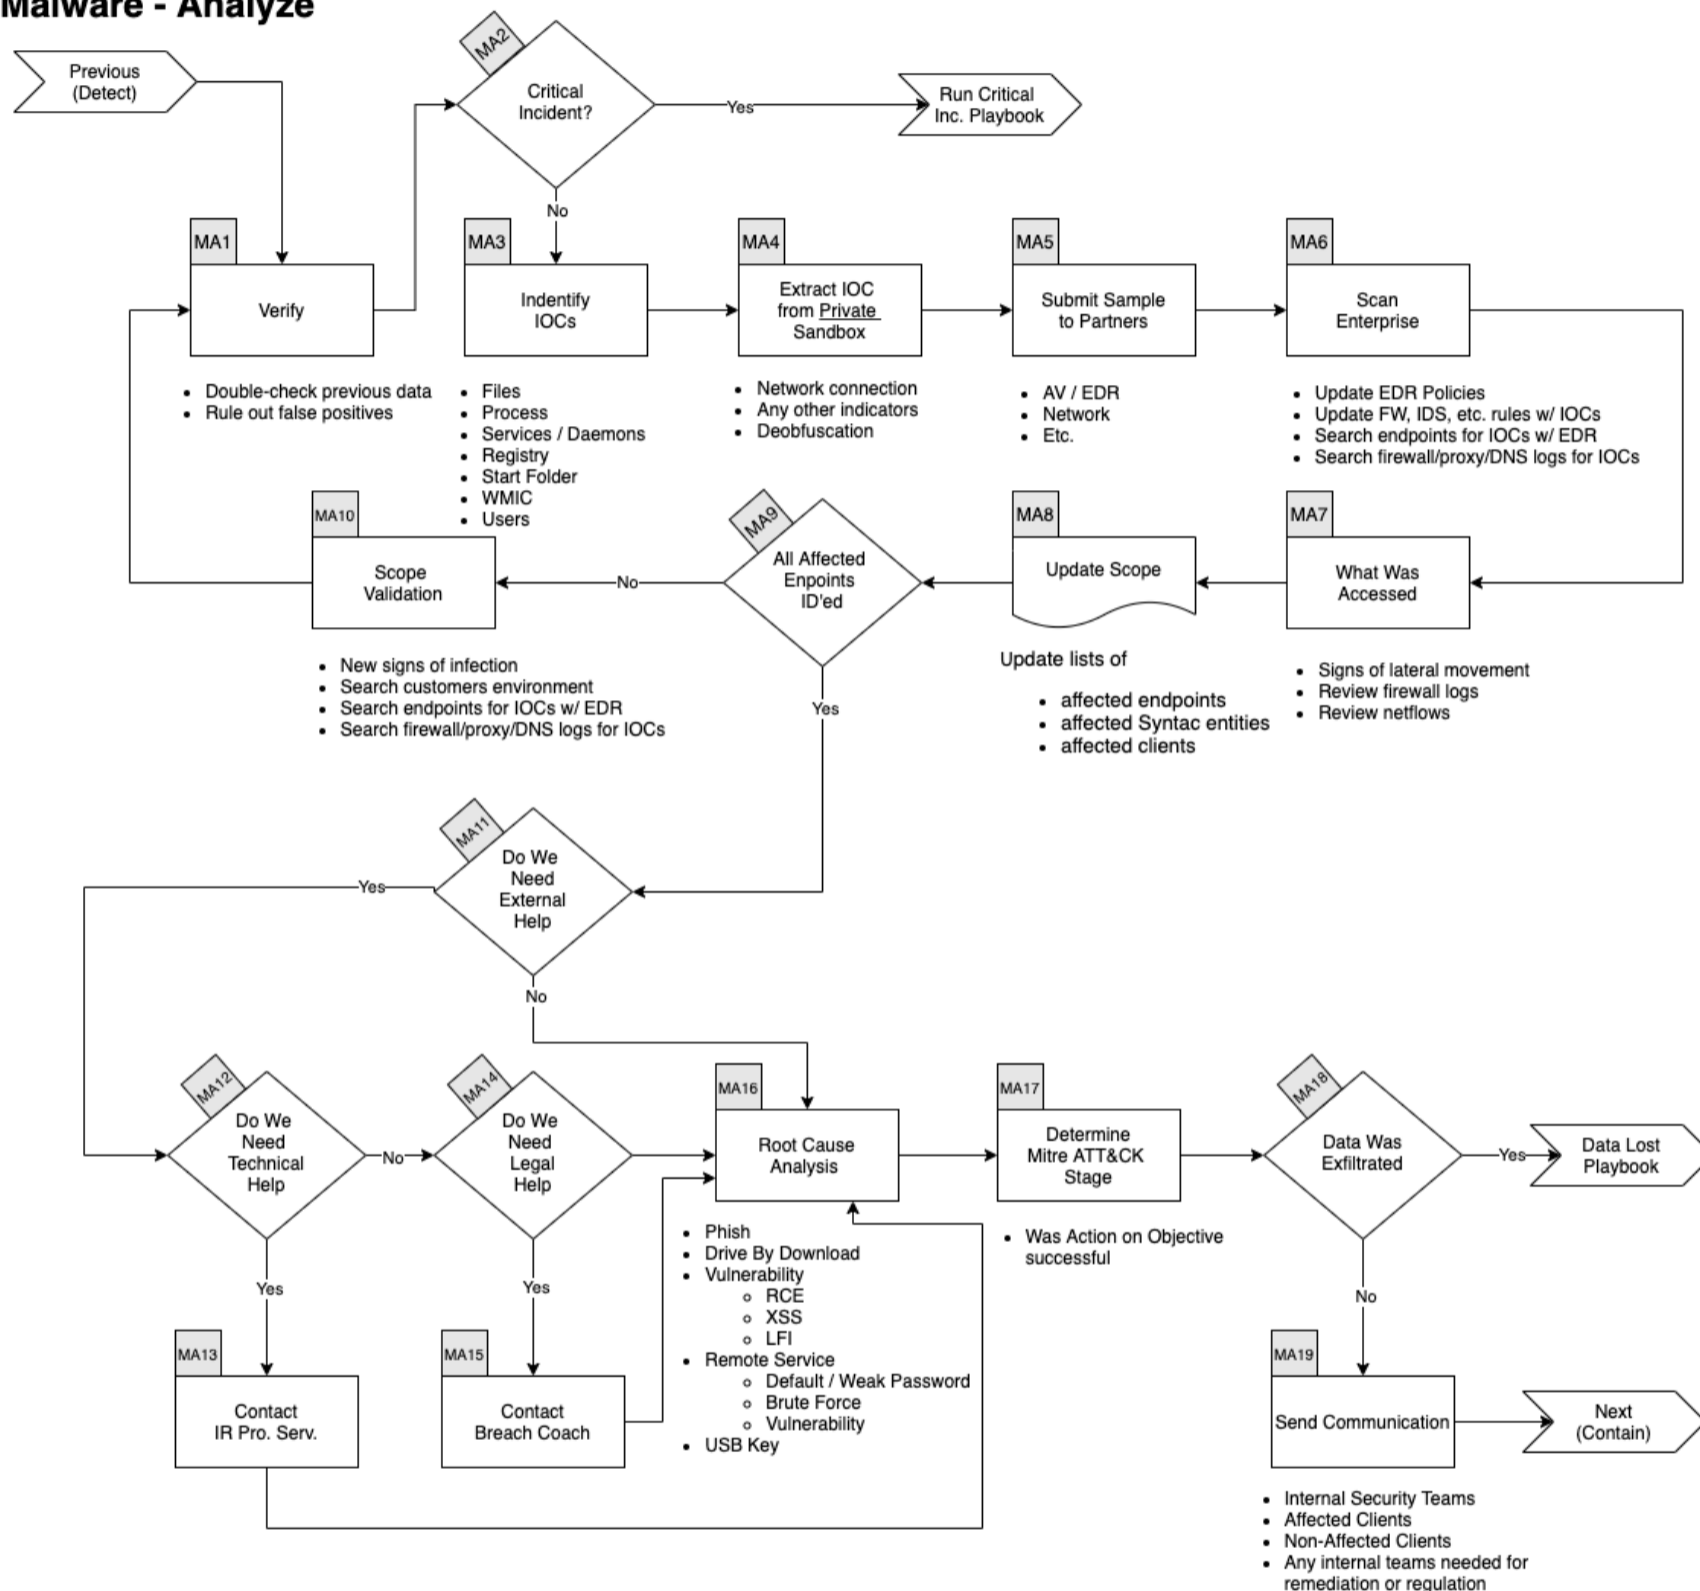 Malware - Analyze
Previous
(Detect)
MA2
Critical
Incident?
Yes
Run Critical
Inc. Playbook
No
MA1
Verify
• Double-check previous data
• Rule out false positives
MA3
Indentify
IOCs
• Files
• Process
• Services / Daemons
• Registry
• Start Folder
• WMIC
• Users
MA4
Extract IOC
from Private
Sandbox
• Network connection
• Any other indicators
• Deobfuscation
MA5
Submit Sample
to Partners
• AV / EDR
• Network
• Etc.
MA6
Scan
Enterprise
• Update EDR Policies
• Update FW, IDS, etc. rules w/ IOCs
• Search endpoints for IOCs w/ EDR
• Search firewall/proxy/DNS logs for IOCs
MA7
What Was
Accessed
• Signs of lateral movement
• Review firewall logs
• Review netflows
MA8
Update Scope
Update lists of
• affected endpoints
• affected Syntac entities
• affected clients
MA9
All Affected
Enpoints
ID'ed
No
Yes
MA10
Scope
Validation
• New signs of infection
• Search customers environment
• Search endpoints for IOCs w/ EDR
• Search firewall/proxy/DNS logs for IOCs
MA11
Do We
Need
External
Help
Yes
No
MA12
Do We
Need
Technical
Help
No
Yes
MA13
Contact
IR Pro. Serv.
MA14
Do We
Need
Legal
Help
Yes
MA15
Contact
Breach Coach
MA16
Root Cause
Analysis
• Phish
• Drive By Download
• Vulnerability
◦ RCE
◦ XSS
◦ LFI
• Remote Service
◦ Default / Weak Password
◦ Brute Force
◦ Vulnerability
• USB Key
MA17
Determine
Mitre ATT&CK
Stage
• Was Action on Objective
successful
MA18
Data Was
Exfiltrated
Yes
Data Lost
Playbook
No
MA19
Send Communication
• Internal Security Teams
• Affected Clients
• Non-Affected Clients
• Any internal teams needed for
remediation or regulation
Next
(Contain)